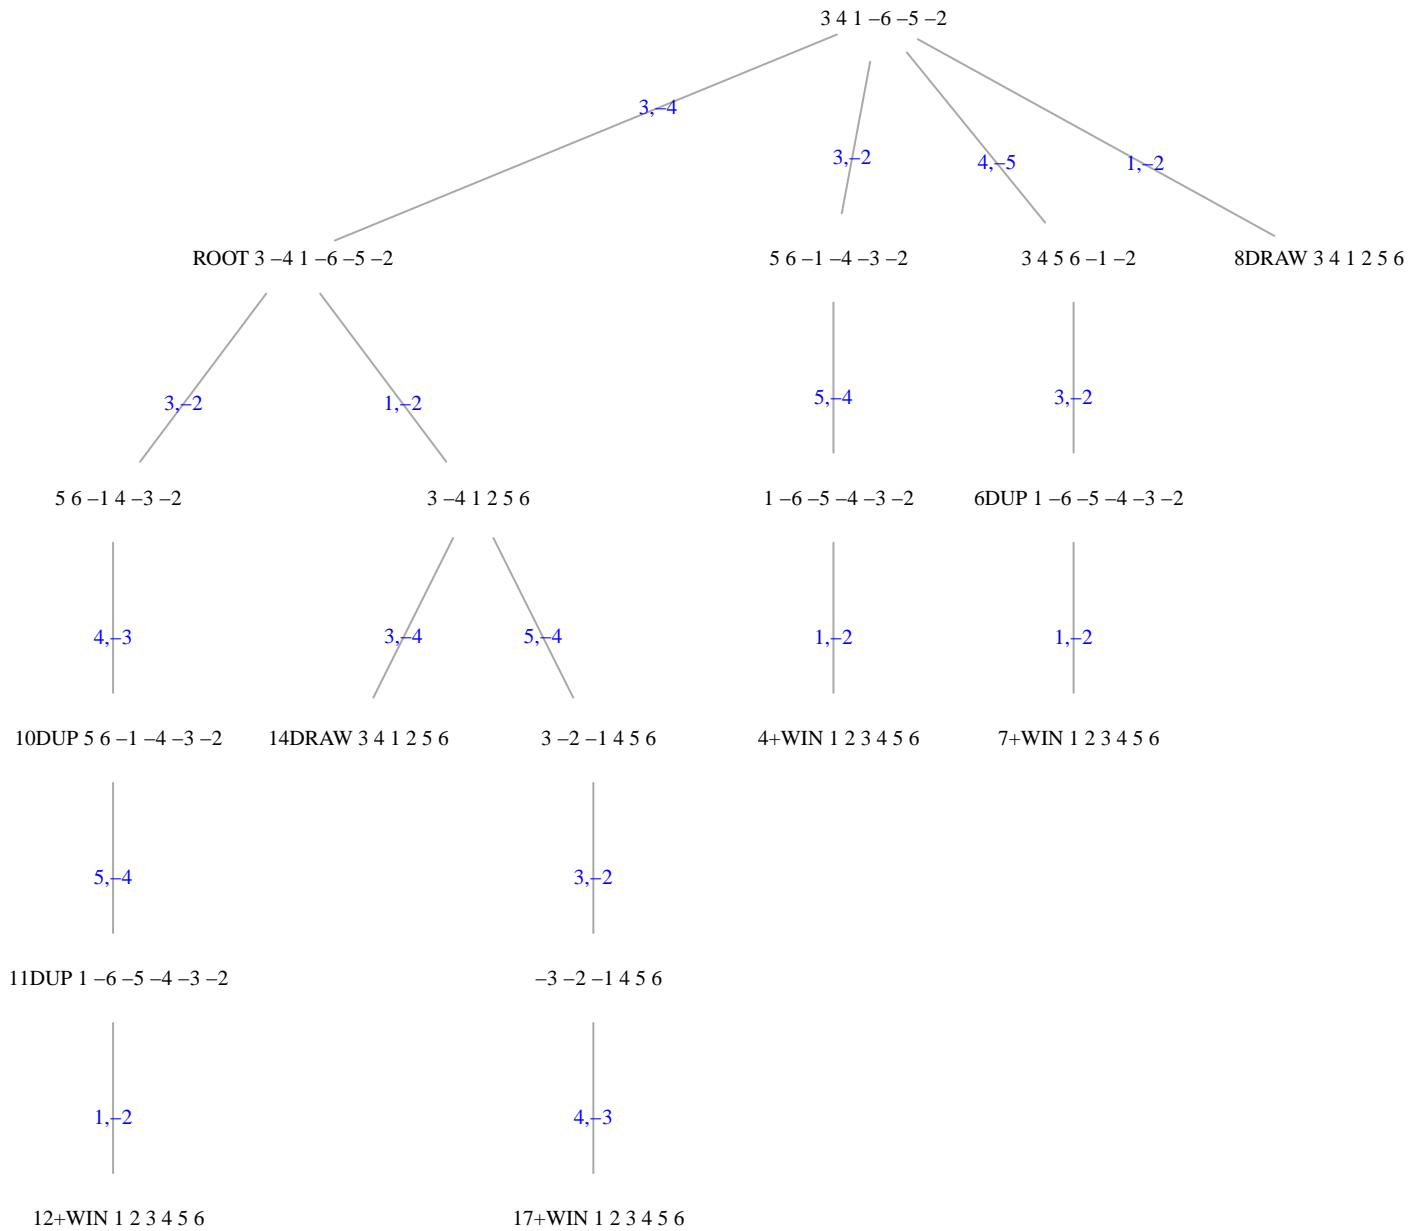 3 4 1 –6 –5 –2
3,–4
3,–2
4,–5
1,–2
ROOT 3 –4 1 –6 –5 –2
5 6 –1 –4 –3 –2
3 4 5 6 –1 –2
8DRAW 3 4 1 2 5 6
3,–2
1,–2
5,–4
3,–2
5 6 –1 4 –3 –2
3 –4 1 2 5 6
1 –6 –5 –4 –3 –2
6DUP 1 –6 –5 –4 –3 –2
4,–3
3,–4
5,–4
1,–2
1,–2
10DUP 5 6 –1 –4 –3 –2
14DRAW 3 4 1 2 5 6
3 –2 –1 4 5 6
4+WIN 1 2 3 4 5 6
7+WIN 1 2 3 4 5 6
5,–4
3,–2
11DUP 1 –6 –5 –4 –3 –2
–3 –2 –1 4 5 6
1,–2
4,–3
12+WIN 1 2 3 4 5 6
17+WIN 1 2 3 4 5 6